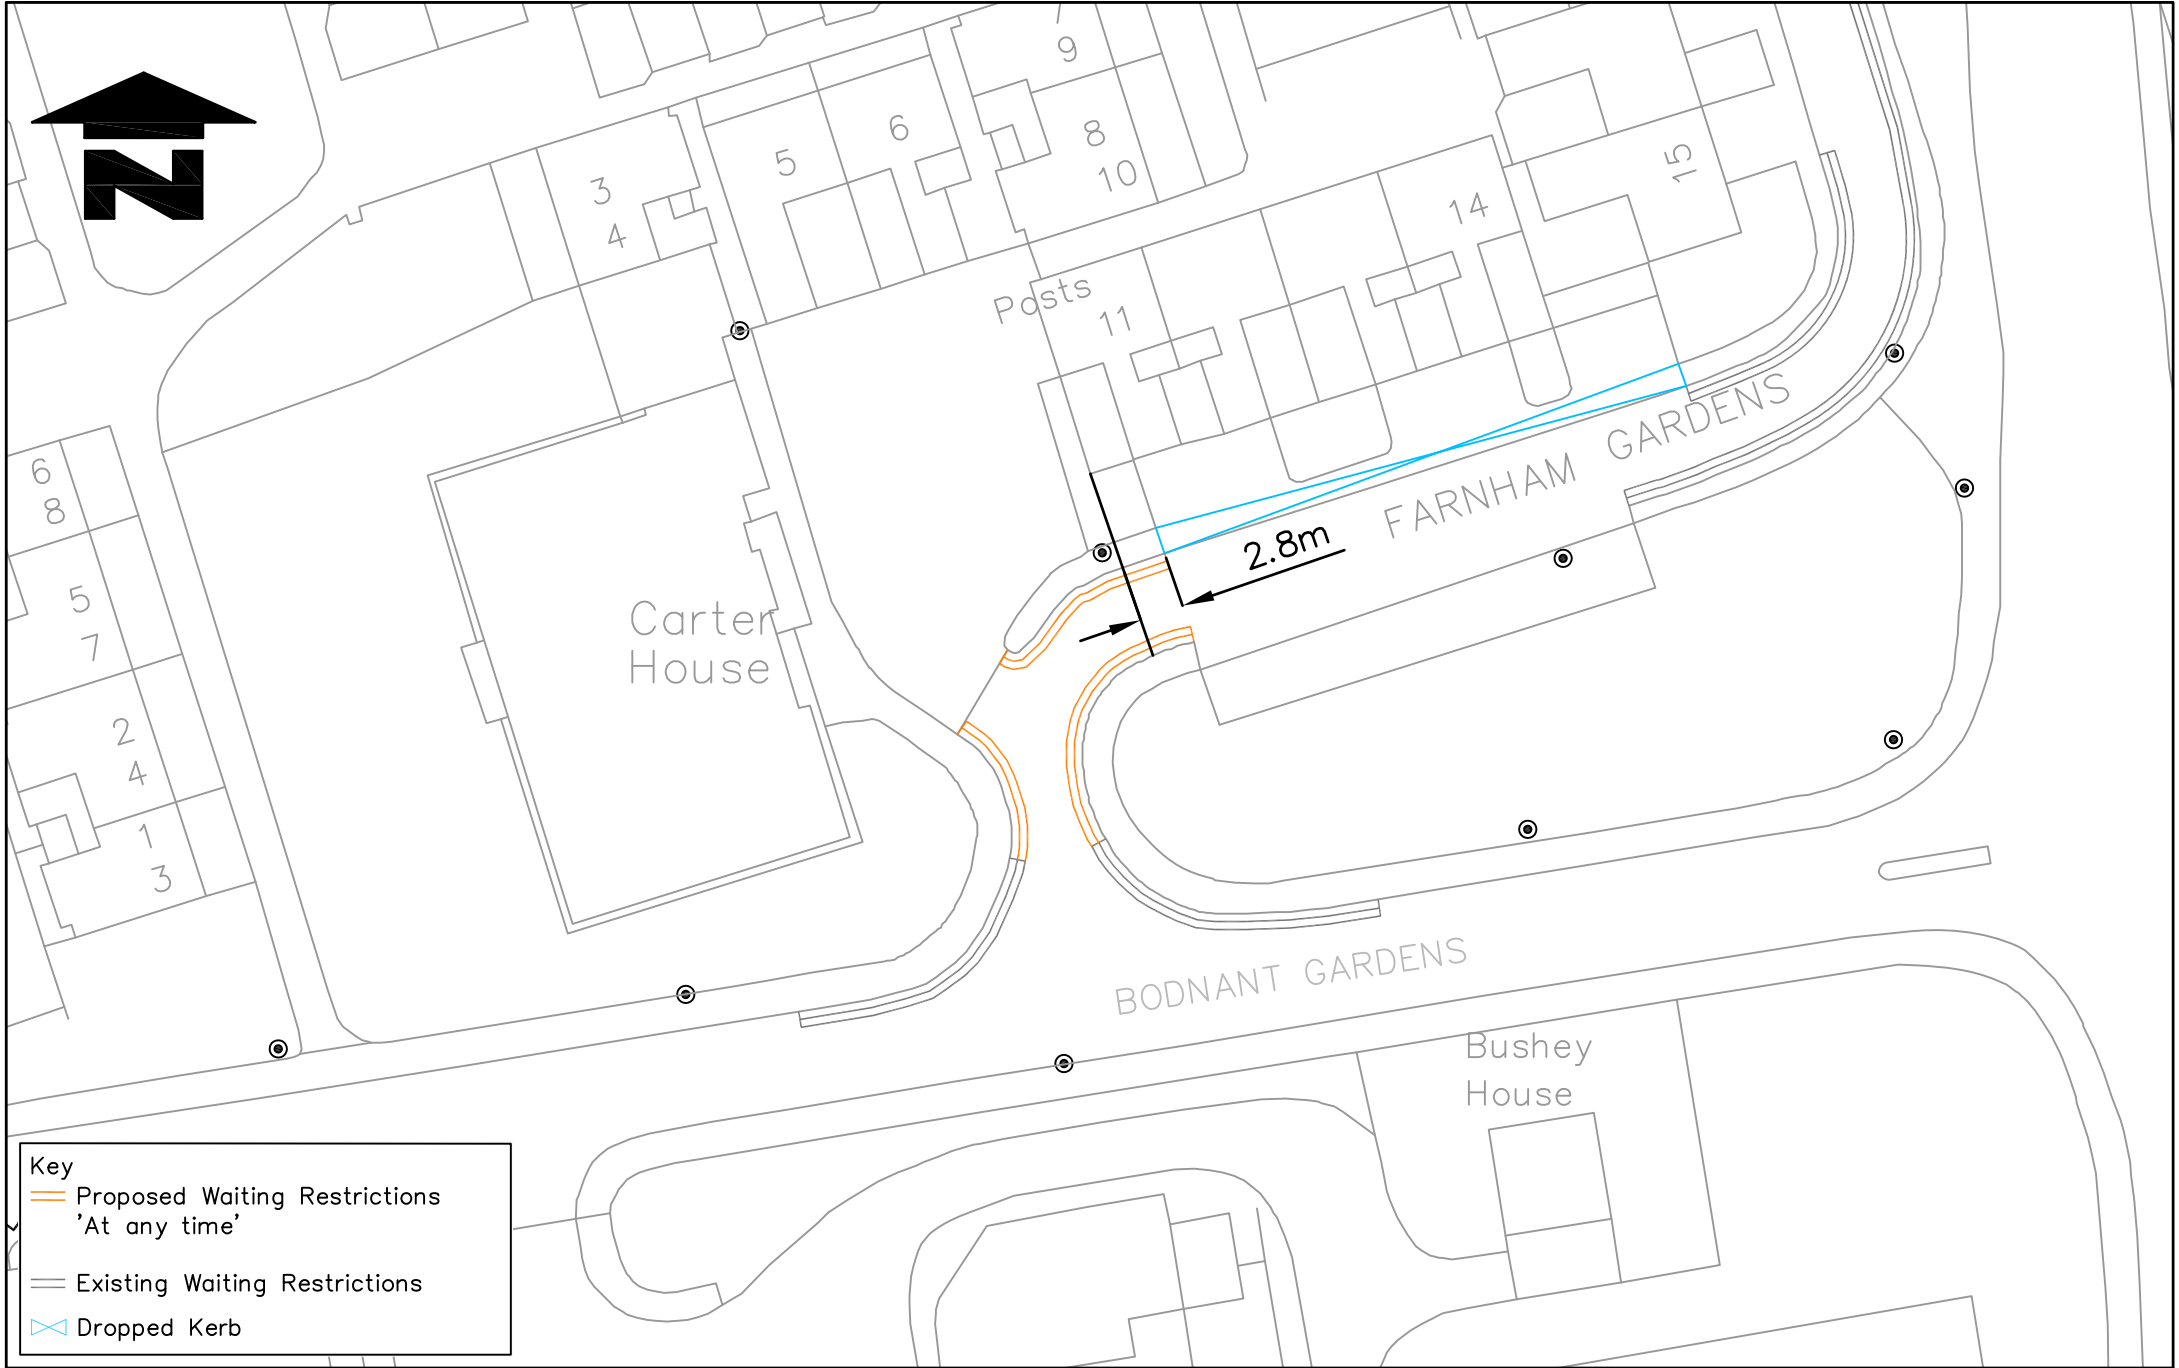 N
9
6
8
10
5
3
4
15
14
Posts
11
FARNHAM GARDENS
2.8m
6
8
5
7
Carter
House
2
4
1
3
BODNANT GARDENS
Bushey
House
Key
Proposed Waiting Restrictions
'At any time'
Existing Waiting Restrictions
Dropped Kerb